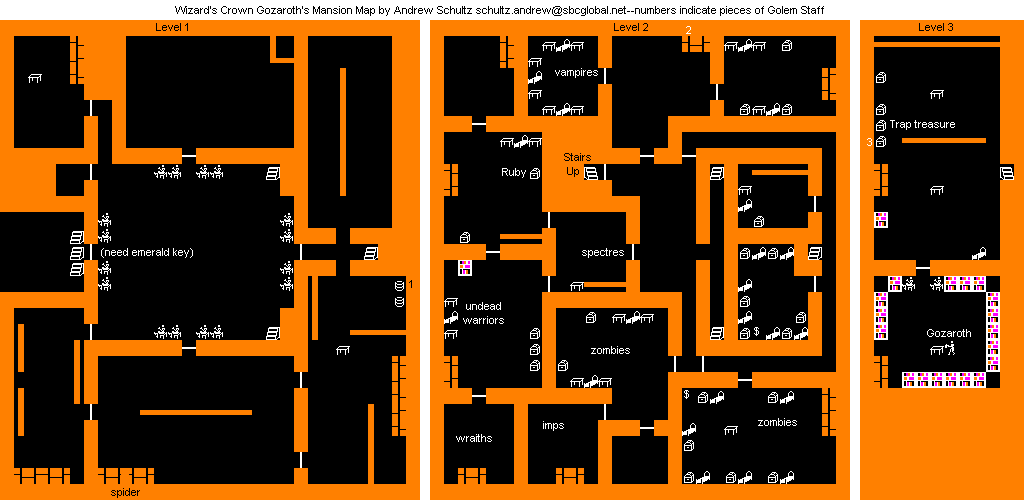 Wizard's Crown Gozaroth's Mansion Map by Andrew Schultz schultz.andrew@sbcglobal.net--numbers indicate pieces of Golem Staff
Level 1
(need emerald key)
1
spider
Level 2
2
vampires
Stairs
Up
Ruby
spectres
undead
warriors
zombies
$
$
zombies
wraiths
imps
Level 3
Trap treasure
3
Gozaroth